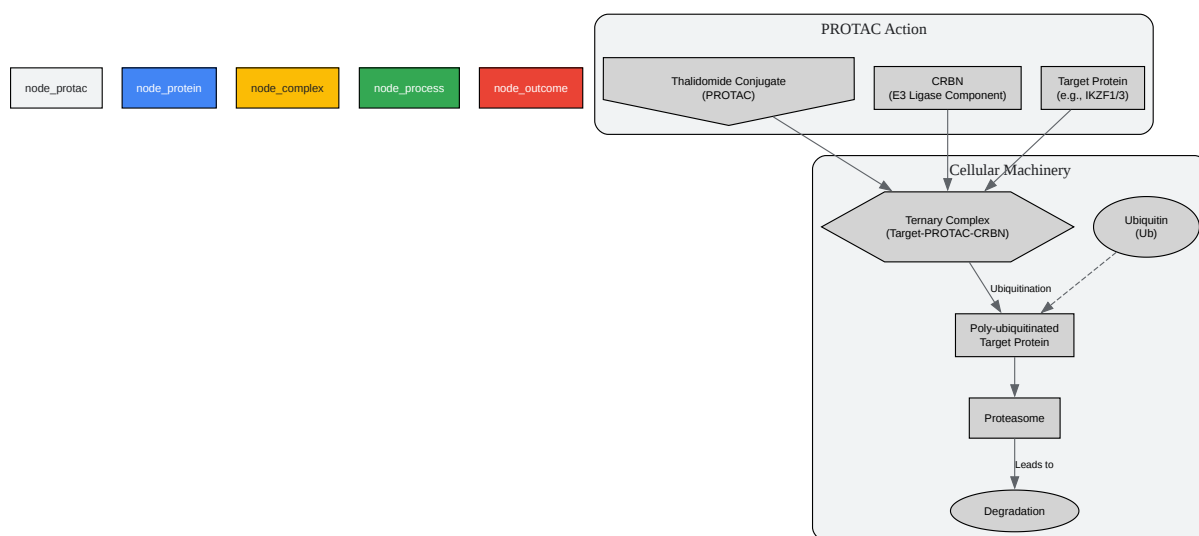 PROTAC Action
node_protac
node_protein
node_complex
node_process
node_outcome
Thalidomide Conjugate
(PROTAC)
CRBN
(E3 Ligase Component)
Target Protein
(e.g., IKZF1/3)
Cellular Machinery
Ternary Complex
(Target-PROTAC-CRBN)
Ubiquitin
(Ub)
Ubiquitination
Poly-ubiquitinated
Target Protein
Proteasome
Leads to
Degradation